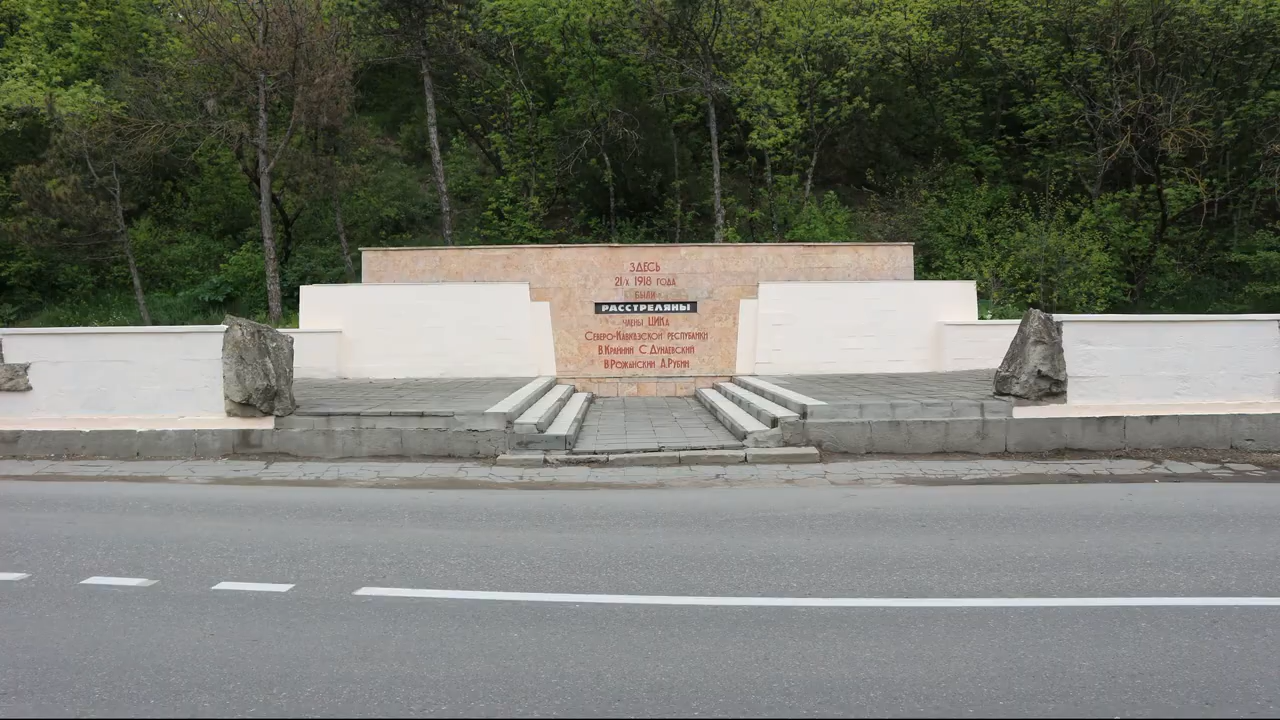 ЗДЕСЬ
21/X 1918 ГОДА
БЫЛИ
РАССТРЕЛЯНЫ
ЧЛЕНЫ ЦИКА
СЕВЕРО-КАВКАЗСКОЙ РЕСПУБЛИКИ
В.КРАЙНИЙ С.ДУНАЕВСКИЙ
В.РОЖАНСКИЙ А.РУБИН